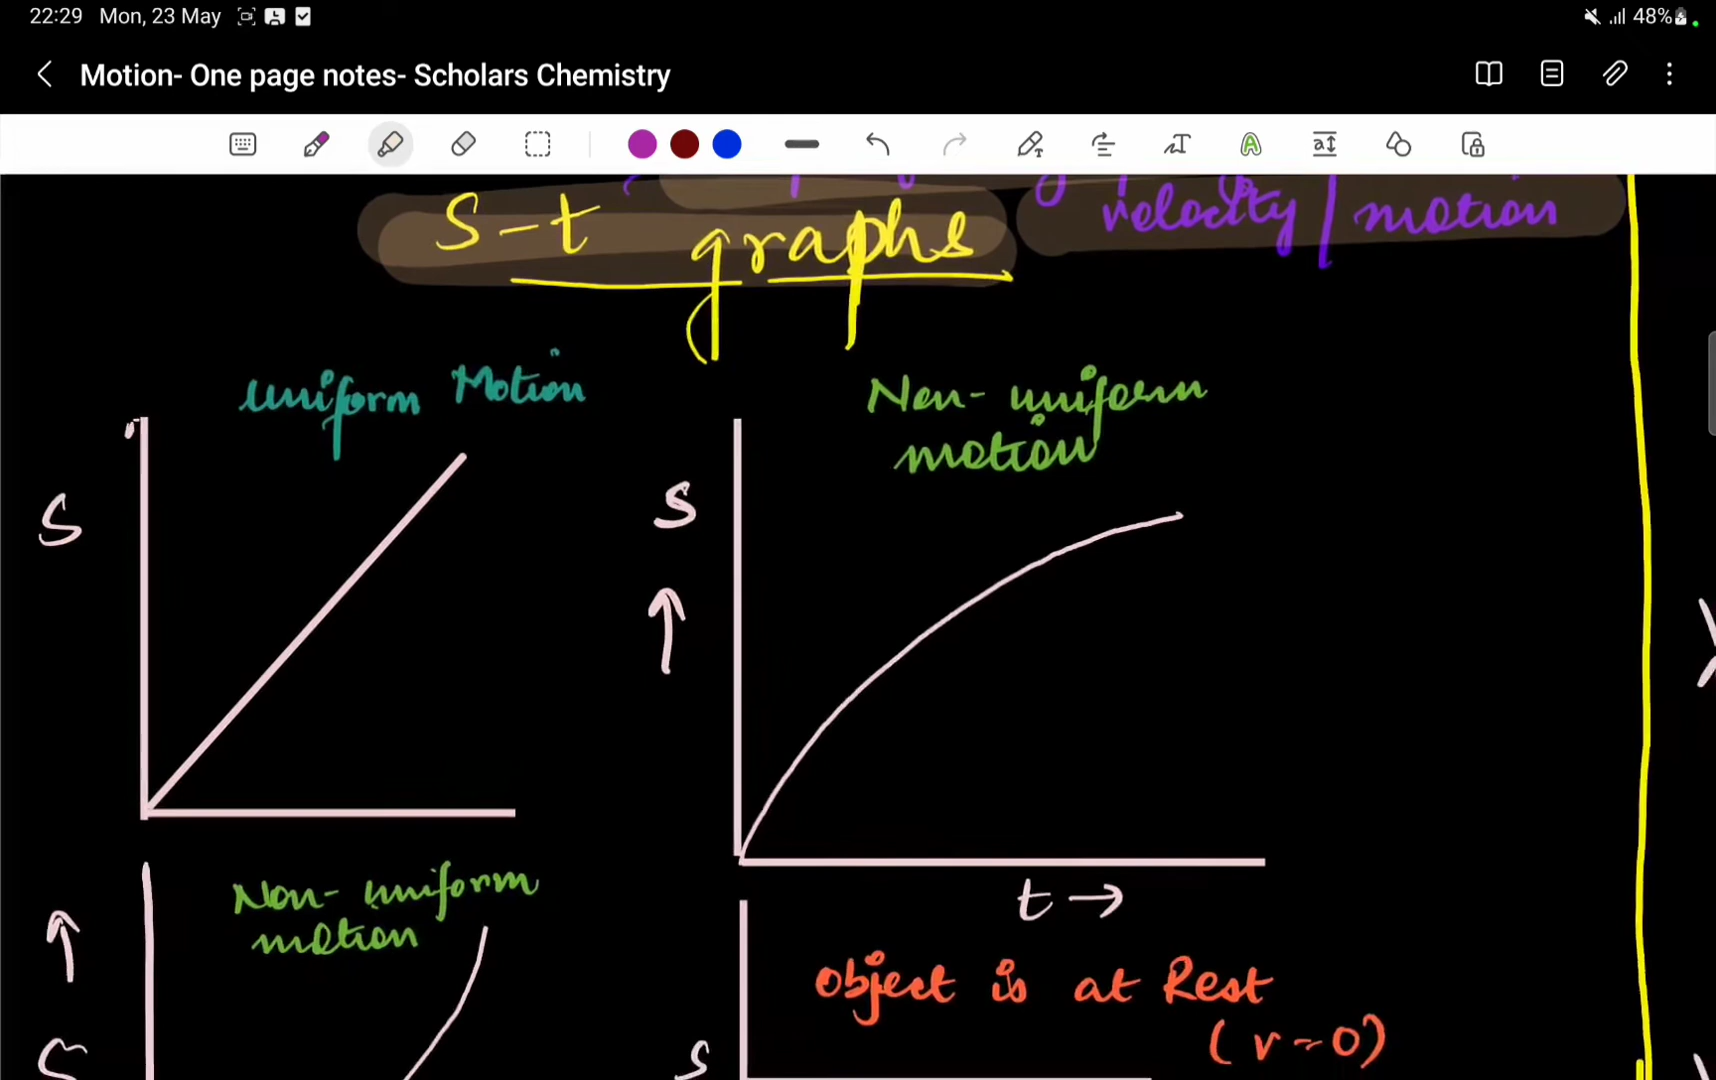 22:29 Mon, 23 May
48%
Motion- One page notes- Scholars Chemistry
velocity / motion
S-t graphs
Uniform Motion
Non-uniform
motion
S
S
t →
Non-uniform
motion
Object is at Rest
(v=0)
S
S